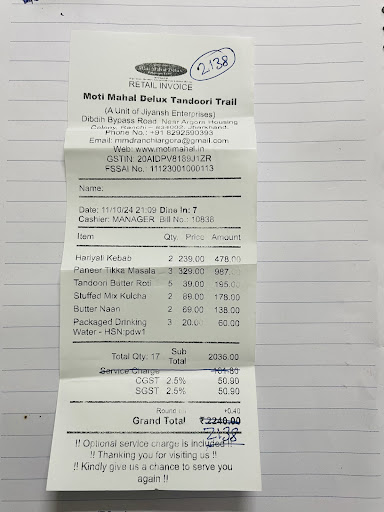 Moti Mahal Delux
2138
RETAIL INVOICE
Moti Mahal Delux Tandoori Trail
(A Unit of Jiyansh Enterprises)
Dibdih Bypass Road, Near Argora Housing
Colony, Ranchi - 834002, Jharkhand
Phone No.: +91 6292590393
Email: mmdranchiargora@gmail.com
Web: www.motimahal.in
GSTIN: 20AIDPV8189J1ZR
FSSAI No.: 11123001000113
Name:
Date: 11/10/24 21:09 Dine In: 7
Cashier: MANAGER Bill No.: 10838
Item Qty. Price Amount
Hariyali Kebab 2 239.00 478.00
Paneer Tikka Masala 3 329.00 987.00
Tandoori Butter Roti 5 39.00 195.00
Stuffed Mix Kulcha 2 89.00 178.00
Butter Naan 2 69.00 138.00
Packaged Drinking 3 20.00 60.00
Water - HSN:pdw1
Total Qty: 17 Sub Total 2036.00
Service Charge 101.80
CGST 2.5% 50.90
SGST 2.5% 50.90
Round +0.40
Grand Total ₹ 2240.00
2138
!! Optional service charge is included !!
!! Thanking you for visiting us !!
!! Kindly give us a chance to serve you
again !!